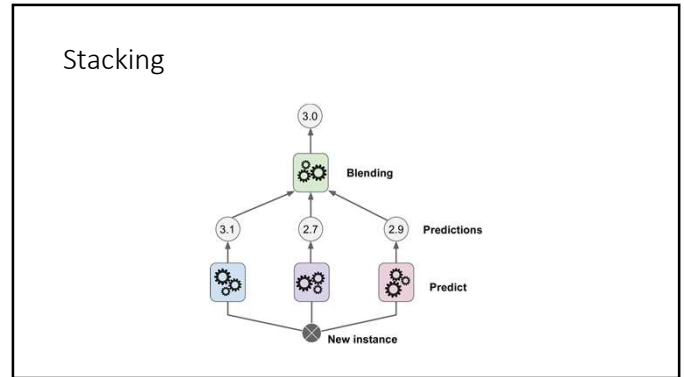 Stacking
3.0
Blending
3.1
2.7
2.9
Predictions
Predict
New instance